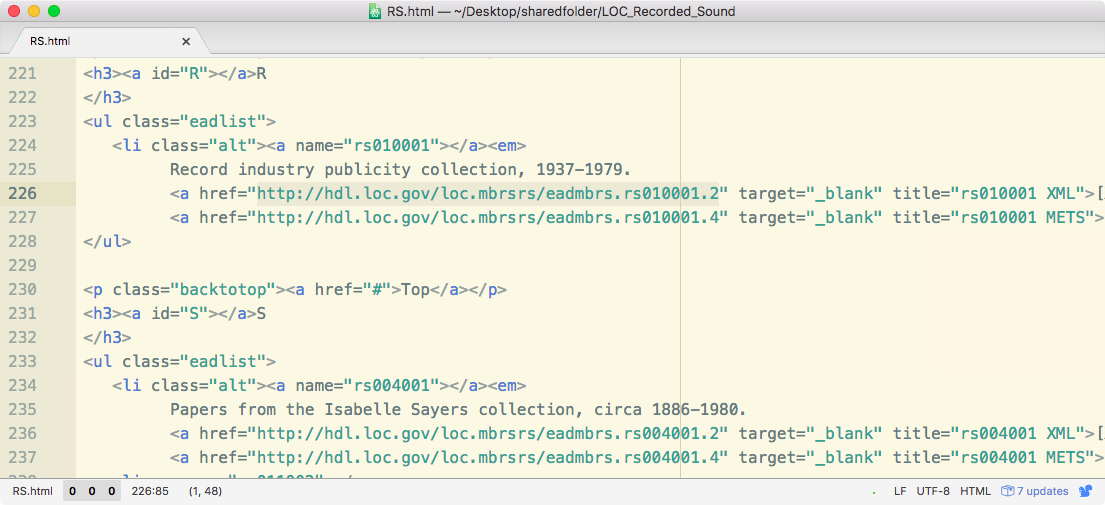 RS.html — ~/Desktop/sharedfolder/LOC_Recorded_Sound
RS.html ×
221 <h3><a id="R"></a>R
222 </h3>
223 <ul class="eadlist">
224 <li class="alt"><a name="rs010001"></a><em>
225 Record industry publicity collection, 1937-1979.
226 <a href="http://hdl.loc.gov/loc.mbrsrs/eadmbrs.rs010001.2" target="_blank" title="rs010001 XML">[
227 <a href="http://hdl.loc.gov/loc.mbrsrs/eadmbrs.rs010001.4" target="_blank" title="rs010001 METS">
228 </ul>
229
230 <p class="backtotop"><a href="#">Top</a></p>
231 <h3><a id="S"></a>S
232 </h3>
233 <ul class="eadlist">
234 <li class="alt"><a name="rs004001"></a><em>
235 Papers from the Isabelle Sayers collection, circa 1886-1980.
236 <a href="http://hdl.loc.gov/loc.mbrsrs/eadmbrs.rs004001.2" target="_blank" title="rs004001 XML">[
237 <a href="http://hdl.loc.gov/loc.mbrsrs/eadmbrs.rs004001.4" target="_blank" title="rs004001 METS">
RS.html 0 0 0 226:85 (1, 48) LF UTF-8 HTML 7 updates